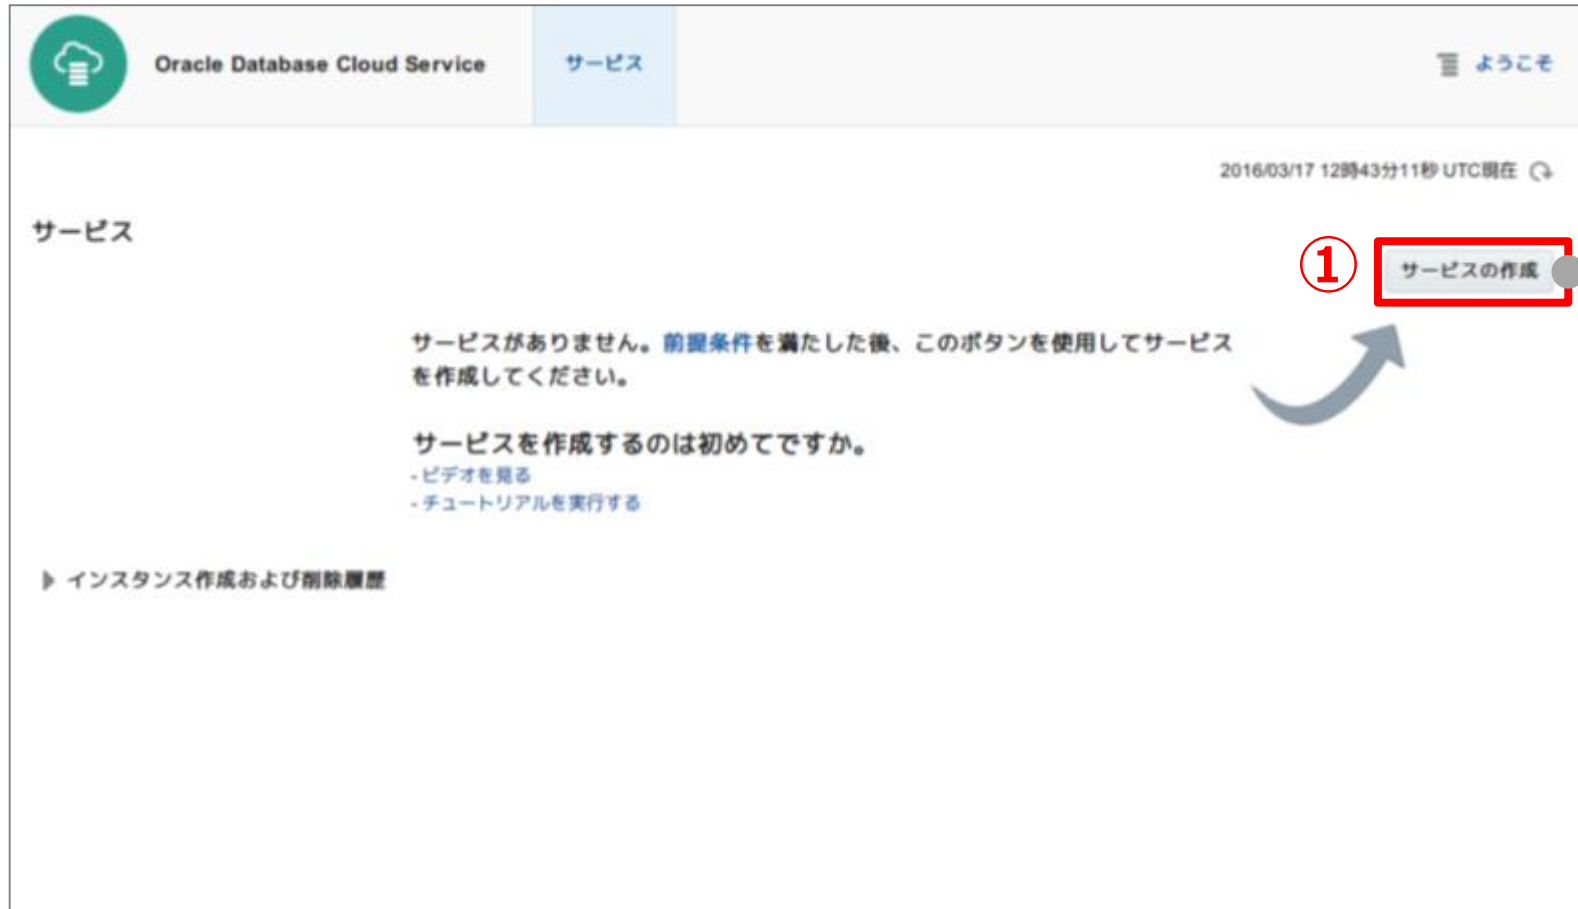 Oracle Database Cloud Service
サービス
ようこそ
2016/03/17 12時43分11秒 UTC現在
サービス
①
サービスの作成
サービスがありません。前提条件を満たした後、このボタンを使用してサービス
を作成してください。
サービスを作成するのは初めてですか。
- ビデオを見る
- チュートリアルを実行する
インスタンス作成および削除履歴